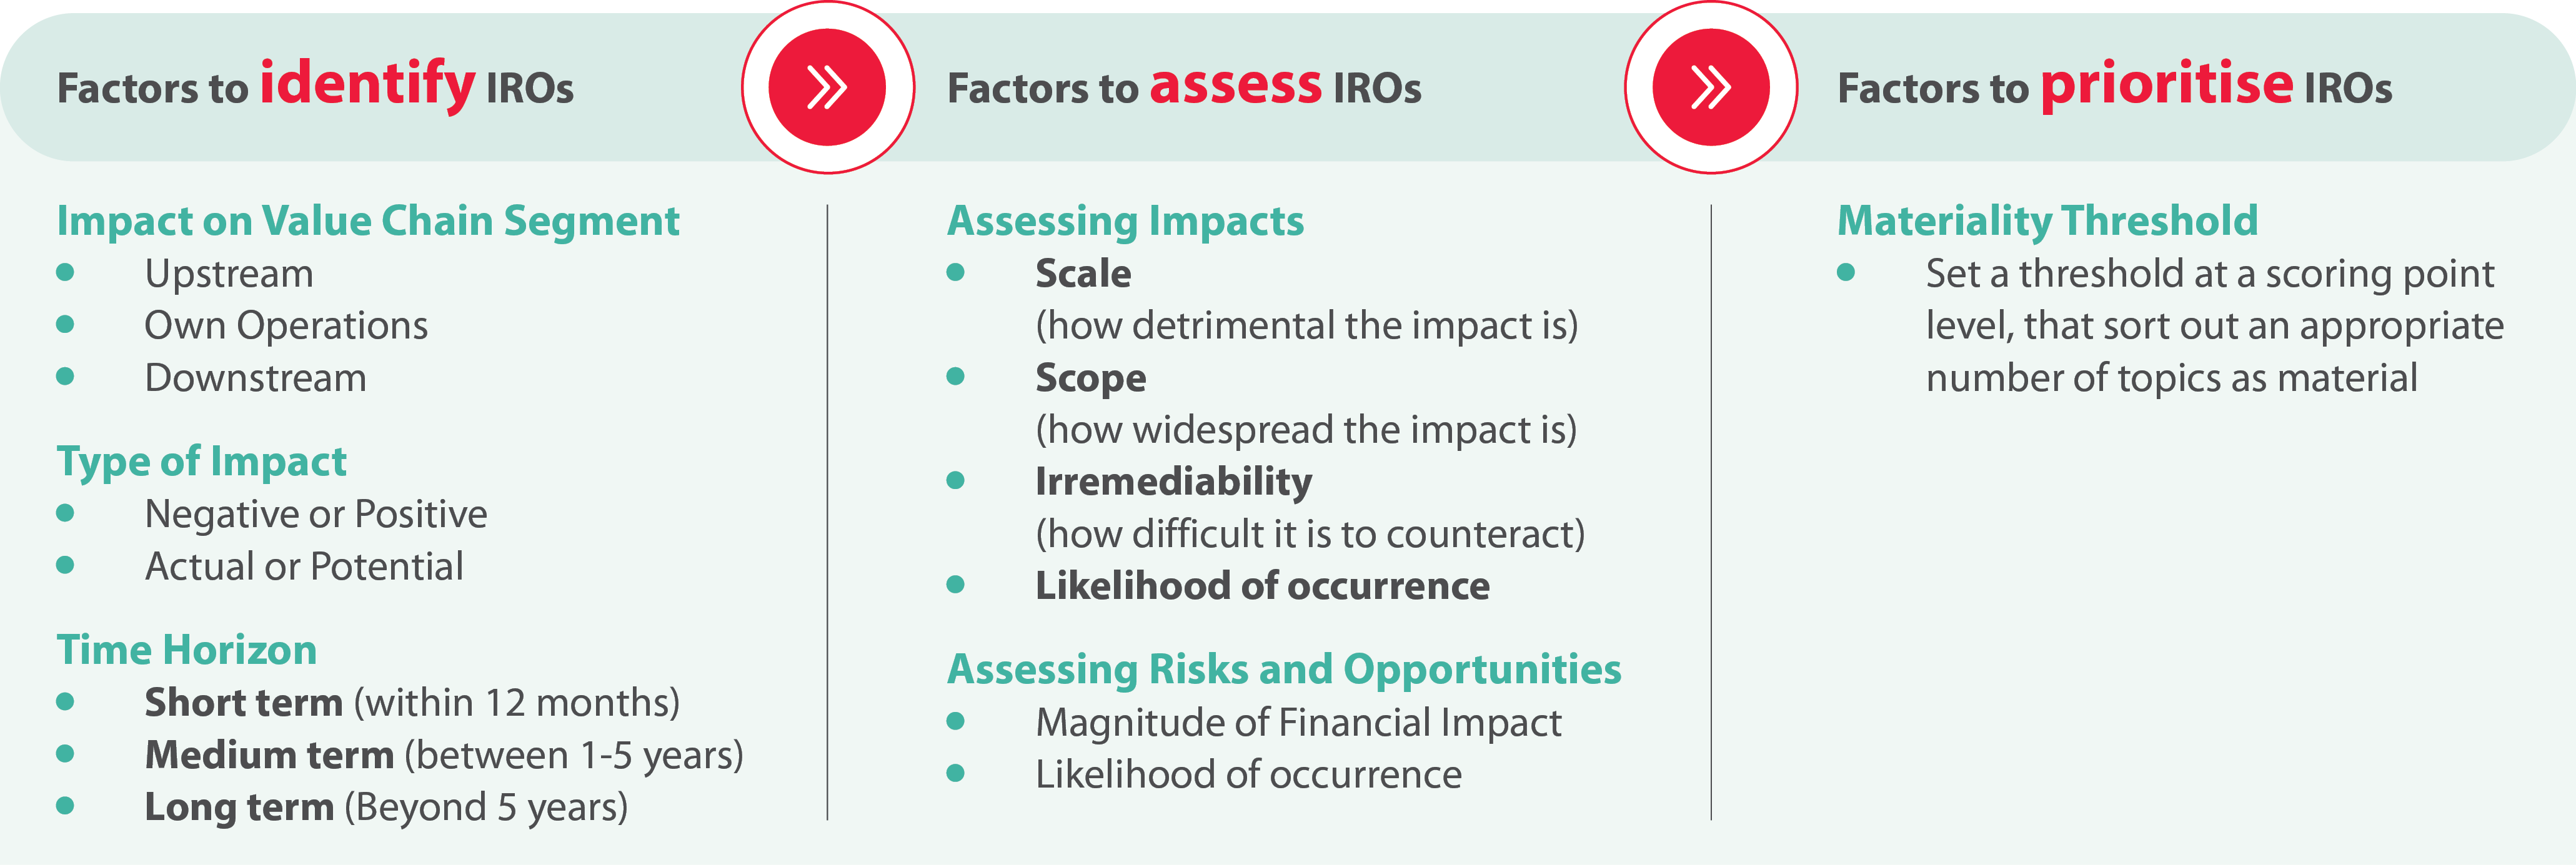 Factors to identify IROs
Impact on Value Chain Segment
Upstream
Own Operations
Downstream
Type of Impact
Negative or Positive
Actual or Potential
Time Horizon
Short term (within 12 months)
Medium term (between 1-5 years)
Long term (Beyond 5 years)
Factors to assess IROs
Assessing Impacts
Scale
(how detrimental the impact is)
Scope
(how widespread the impact is)
Irremediability
(how difficult it is to counteract)
Likelihood of occurrence
Assessing Risks and Opportunities
Magnitude of Financial Impact
Likelihood of occurrence
Factors to prioritise IROs
Materiality Threshold
Set a threshold at a scoring point
level, that sort out an appropriate
number of topics as material